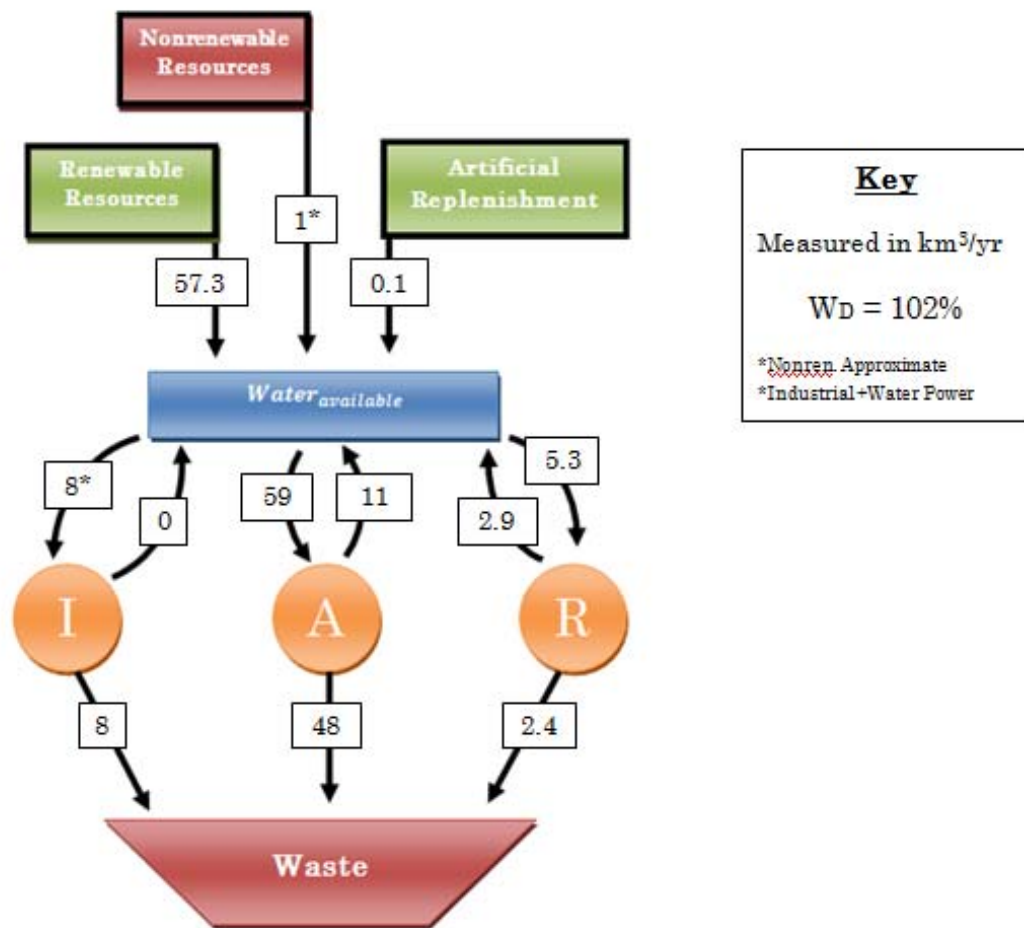 Nonrenewable
Resources
Renewable
Resources
Artificial
Replenishment
1*
57.3
0.1
Water available
8*
0
59
11
2.9
5.3
I
A
R
8
48
2.4
Waste
Key
Measured in km³/yr
WD = 102%
*Nonren. Approximate
*Industrial+Water Power